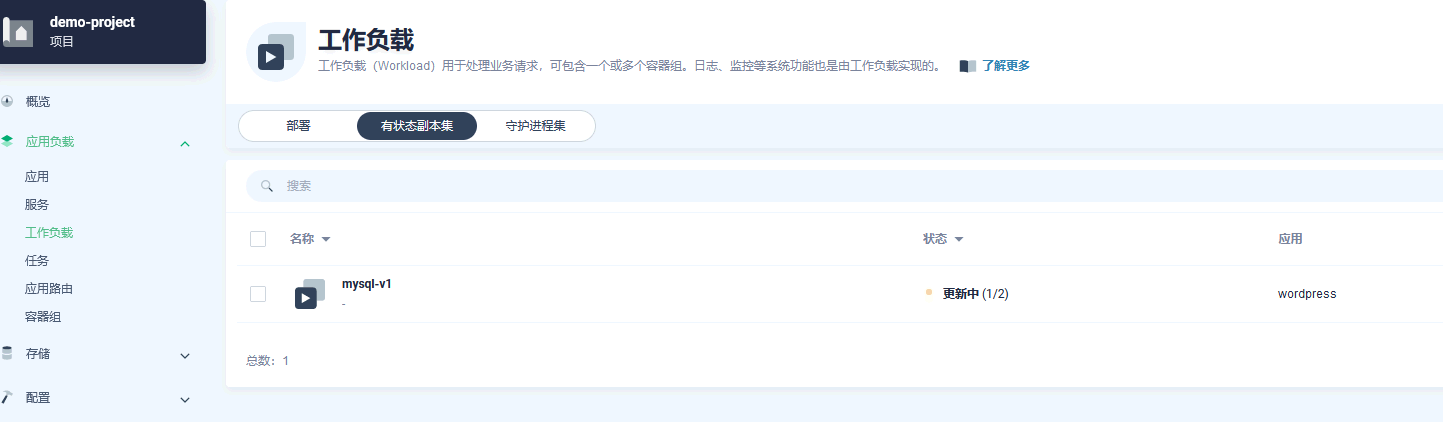 demo-project
项目
概览
应用负载
应用
服务
工作负载
任务
应用路由
容器组
存储
配置
工作负载
工作负载（Workload）用于处理业务请求，可包含一个或多个容器组。日志、监控等系统功能也是由工作负载实现的。 了解更多
部署 有状态副本集 守护进程集
搜索
名称 状态 应用
mysql-v1 更新中 (1/2) wordpress
-
总数：1